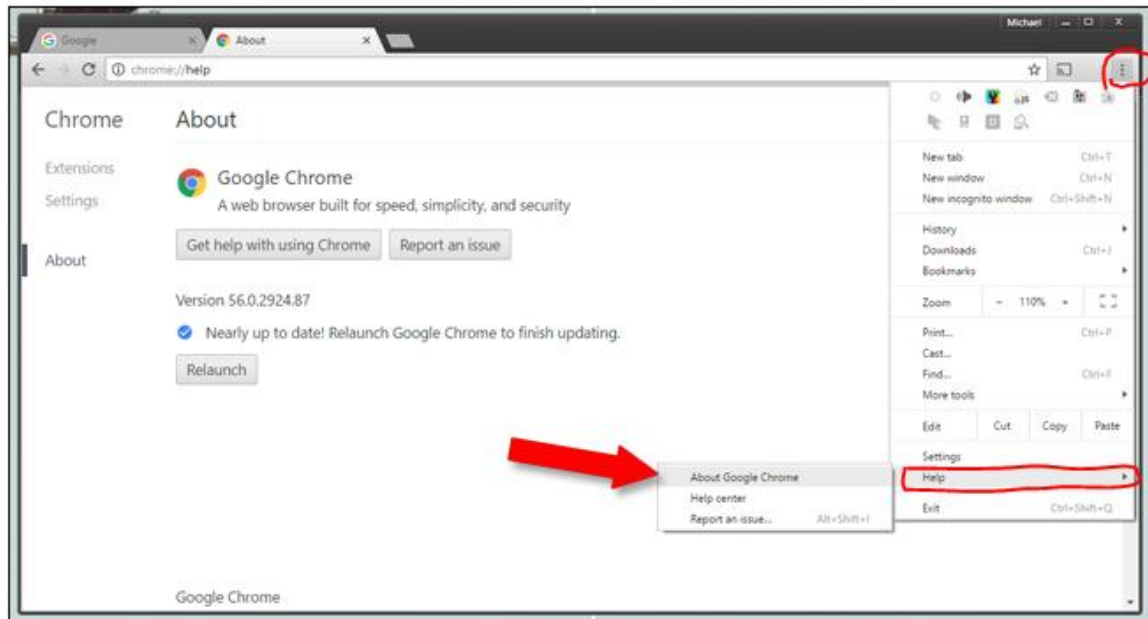 Michael
Google
About
chrome://help
Chrome
About
Extensions
Settings
About
Google Chrome
A web browser built for speed, simplicity, and security
Get help with using Chrome Report an issue
Version 56.0.2924.87
Nearly up to date! Relaunch Google Chrome to finish updating.
Relaunch
Google Chrome
New tab Ctrl+T
New window Ctrl+N
New incognito window Ctrl+Shift+N
History
Downloads Ctrl+J
Bookmarks
Zoom - 110% +
Print... Ctrl+P
Cast...
Find... Ctrl+F
More tools
Edit Cut Copy Paste
Settings
Help
Exit Ctrl+Shift+Q
About Google Chrome
Help center
Report an issue... Alt+Shift+I